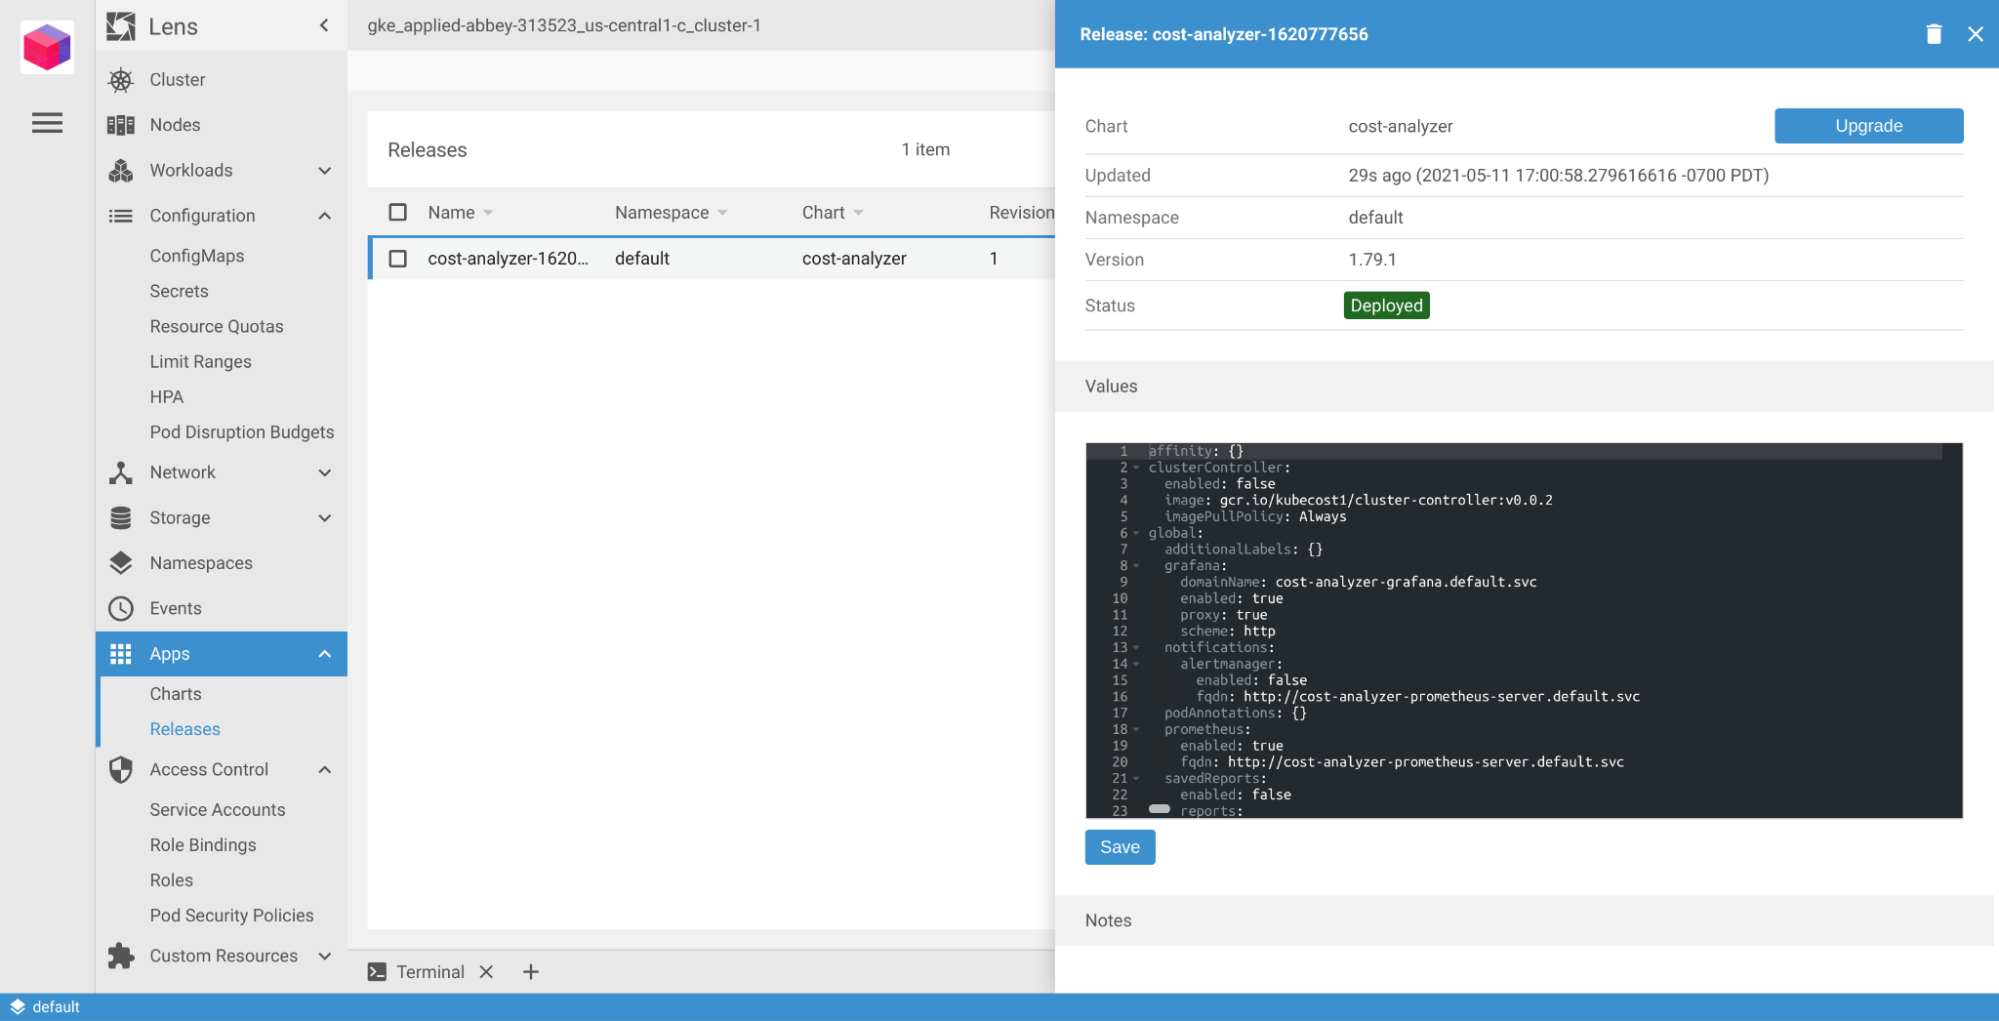 Lens
Cluster
Nodes
Workloads
Configuration
ConfigMaps
Secrets
Resource Quotas
Limit Ranges
HPA
Pod Disruption Budgets
Network
Storage
Namespaces
Events
Apps
Charts
Releases
Access Control
Service Accounts
Role Bindings
Roles
Pod Security Policies
Custom Resources
gke_applied-abbey-313523_us-central1-c_cluster-1
Releases 1 item
Name Namespace Chart Revision
cost-analyzer-1620... default cost-analyzer 1
Terminal
Release: cost-analyzer-1620777656
Chart cost-analyzer Upgrade
Updated 29s ago (2021-05-11 17:00:58.279616616 -0700 PDT)
Namespace default
Version 1.79.1
Status Deployed
Values
1 affinity: {}
2 clusterController:
3 enabled: false
4 image: gcr.io/kubecost1/cluster-controller:v0.0.2
5 imagePullPolicy: Always
6 global:
7 additionalLabels: {}
8 grafana:
9 domainName: cost-analyzer-grafana.default.svc
10 enabled: true
11 proxy: true
12 scheme: http
13 notifications:
14 alertmanager:
15 enabled: false
16 fqdn: http://cost-analyzer-prometheus-server.default.svc
17 podAnnotations: {}
18 prometheus:
19 enabled: true
20 fqdn: http://cost-analyzer-prometheus-server.default.svc
21 savedReports:
22 enabled: false
23 reports:
Save
Notes
default